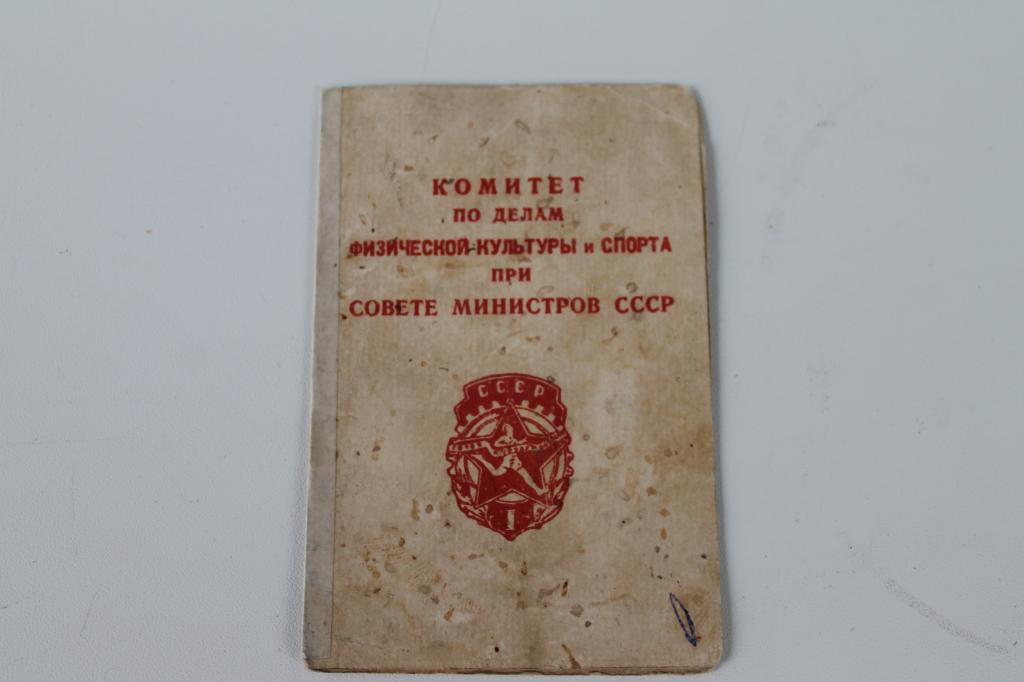 КОМИТЕТ
ПО ДЕЛАМ
ФИЗИЧЕСКОЙ КУЛЬТУРЫ и СПОРТА
ПРИ
СОВЕТЕ МИНИСТРОВ СССР
СССР
I